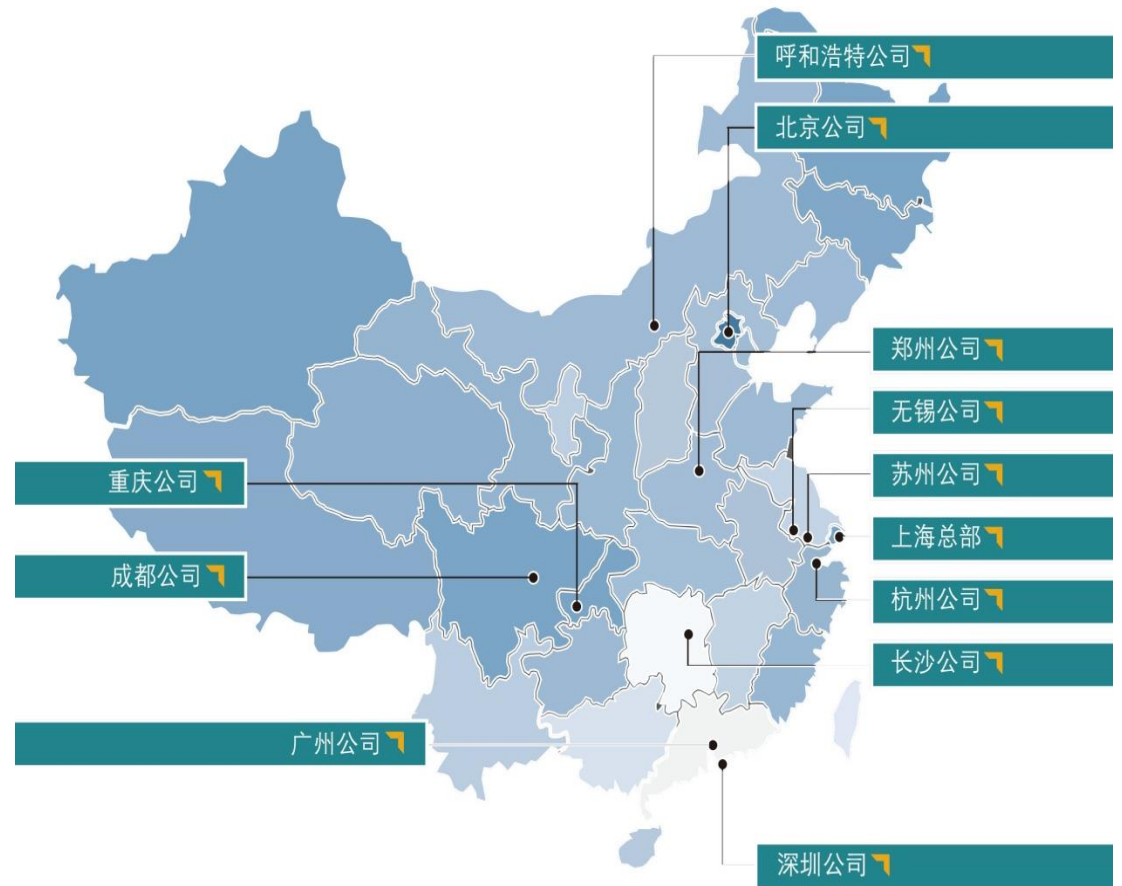 呼和浩特公司
北京公司
郑州公司
无锡公司
苏州公司
重庆公司
上海总部
成都公司
杭州公司
长沙公司
广州公司
深圳公司